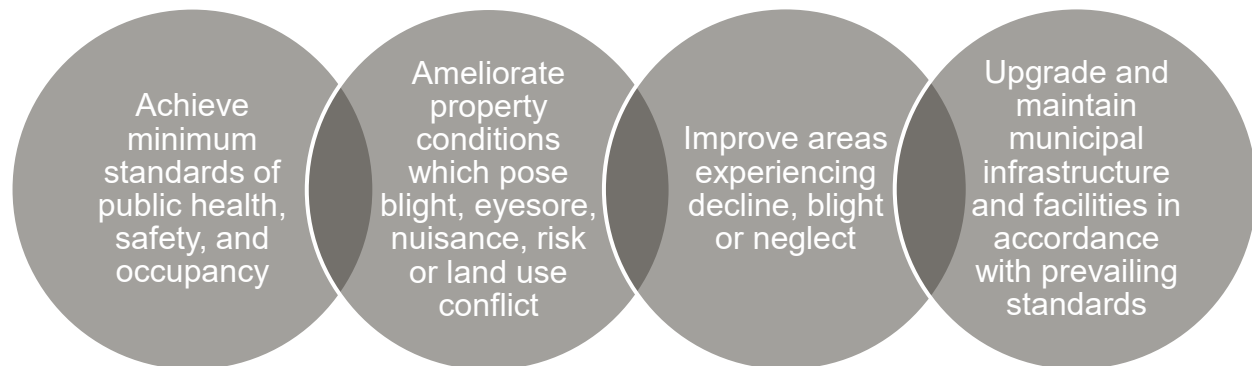 Achieve
minimum
standards of
public health,
safety, and
occupancy
Ameliorate
property
conditions
which pose
blight, eyesore,
nuisance, risk
or land use
conflict
Improve areas
experiencing
decline, blight
or neglect
Upgrade and
maintain
municipal
infrastructure
and facilities in
accordance
with prevailing
standards